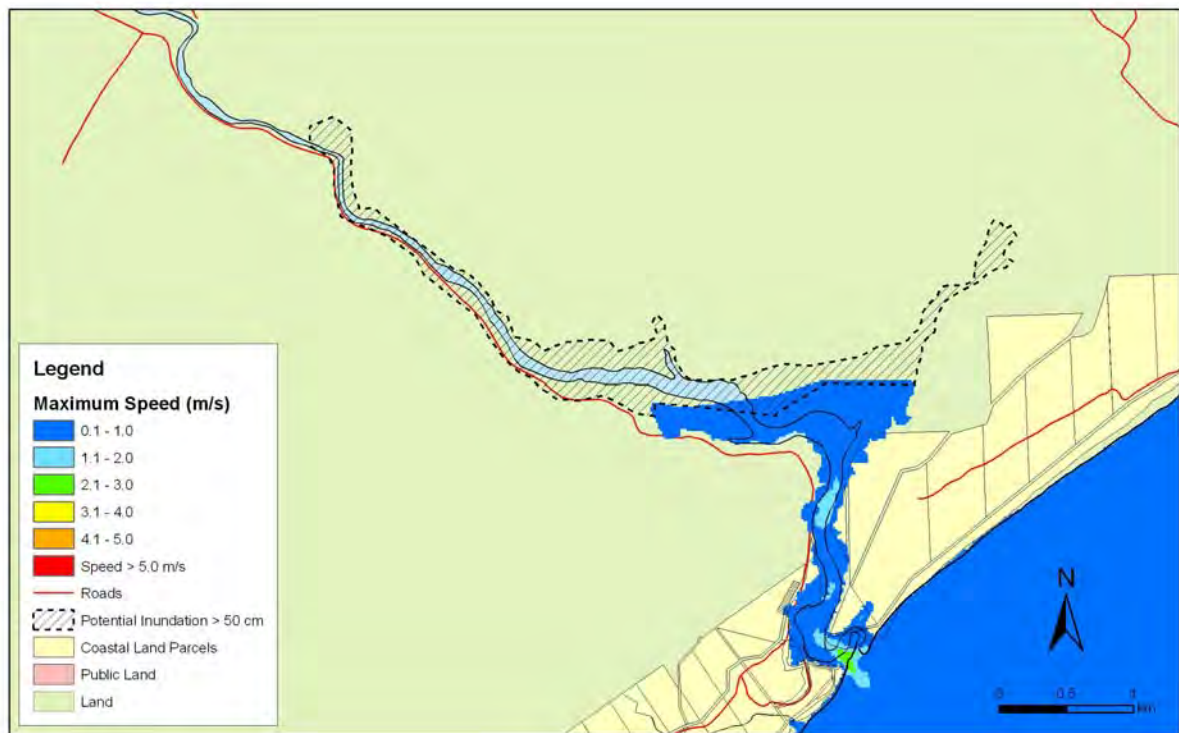 Legend
Maximum Speed (m/s)
0.1 - 1.0
1.1 - 2.0
2.1 - 3.0
3.1 - 4.0
4.1 - 5.0
Speed > 5.0 m/s
Roads
Potential Inundation > 50 cm
Coastal Land Parcels
Public Land
Land
N
0 0.5 1
km